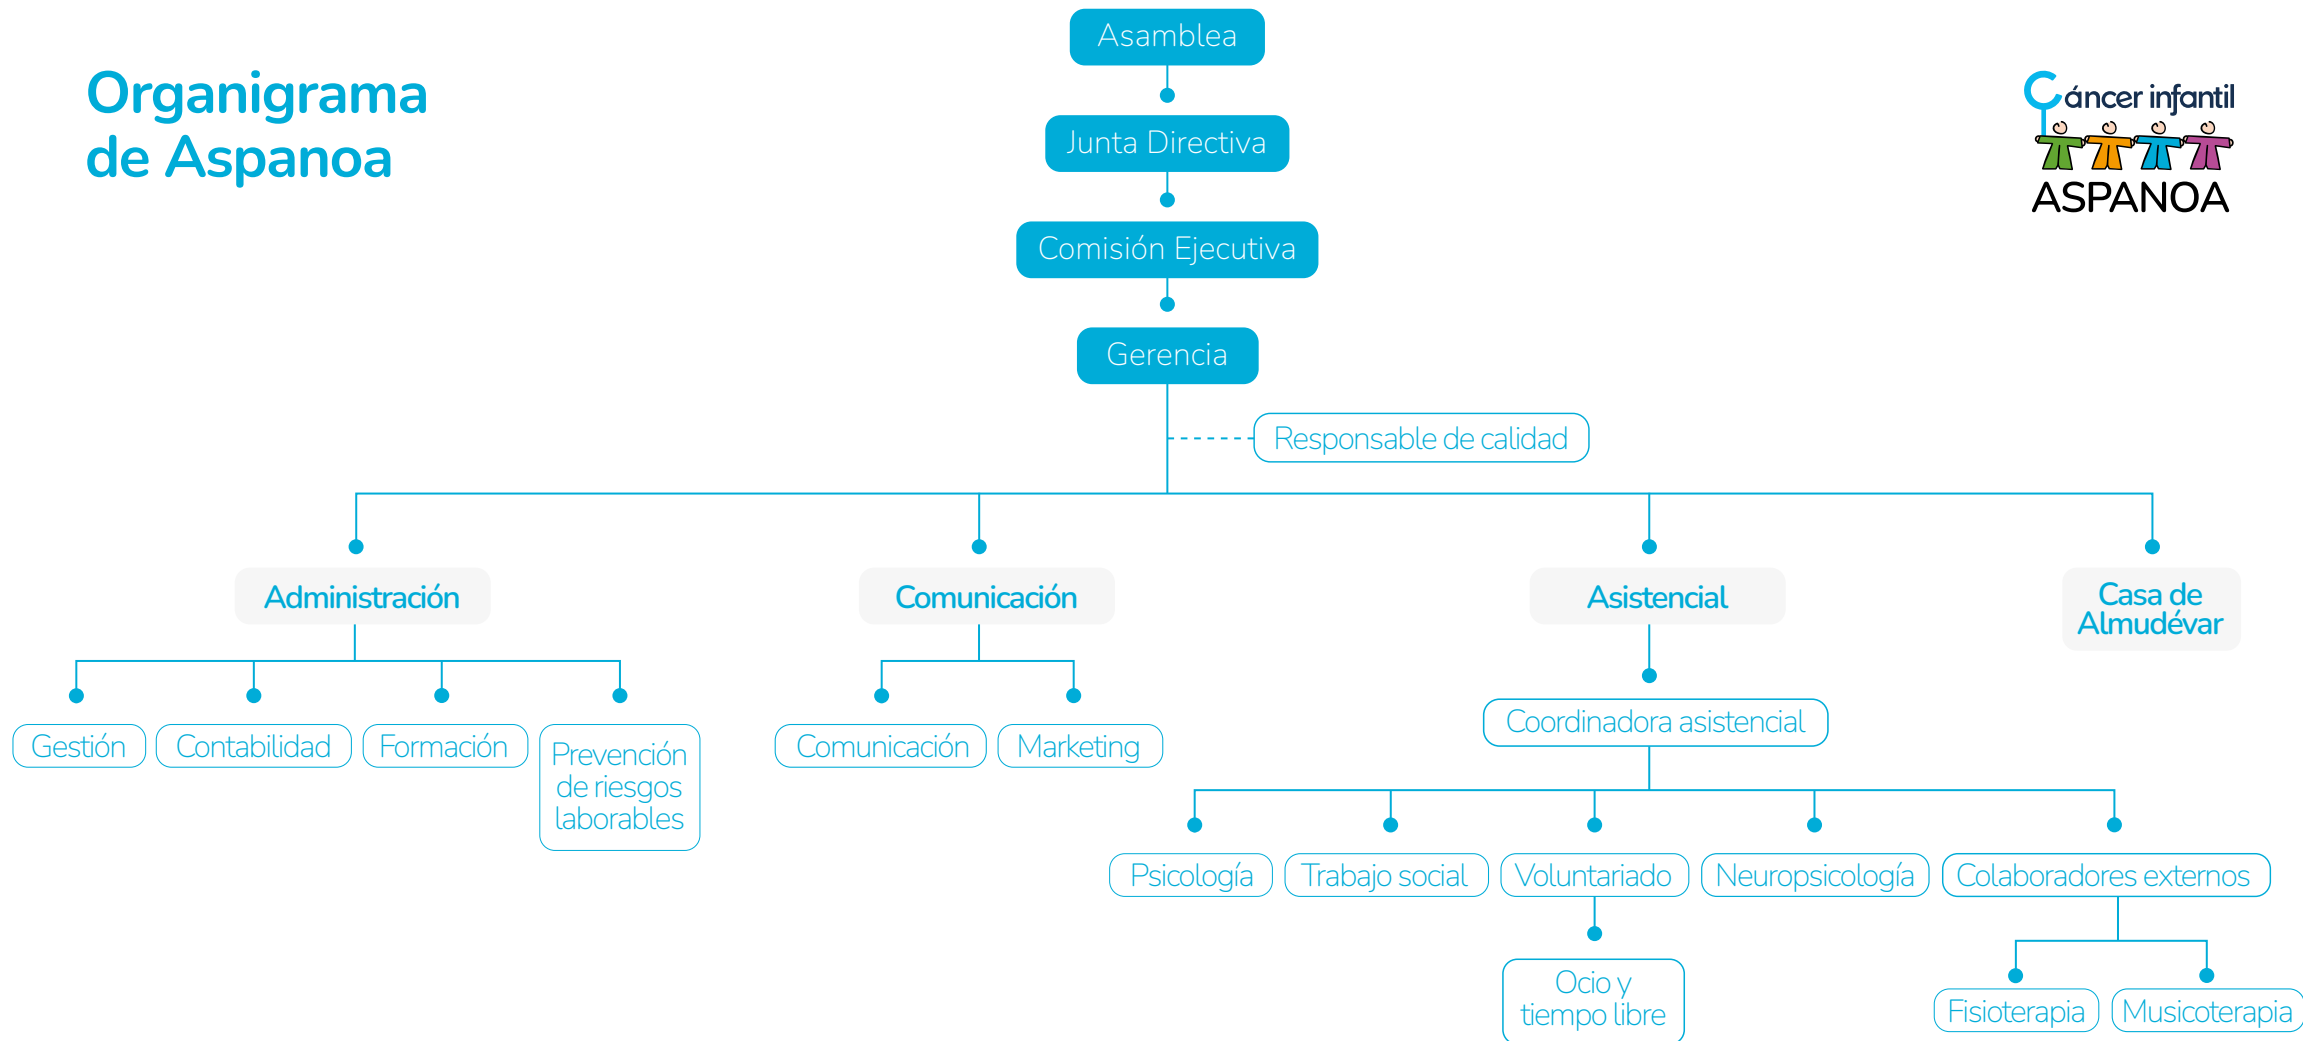 Organigrama
de Aspanoa
Cáncer infantil
ASPANOA
Asamblea
Junta Directiva
Comisión Ejecutiva
Gerencia
Responsable de calidad
Administración
Comunicación
Asistencial
Casa de
Almudévar
Gestión
Contabilidad
Formación
Prevención
de riesgos
laborables
Comunicación
Marketing
Coordinadora asistencial
Psicología
Trabajo social
Voluntariado
Neuropsicología
Colaboradores externos
Ocio y
tiempo libre
Fisioterapia
Musicoterapia